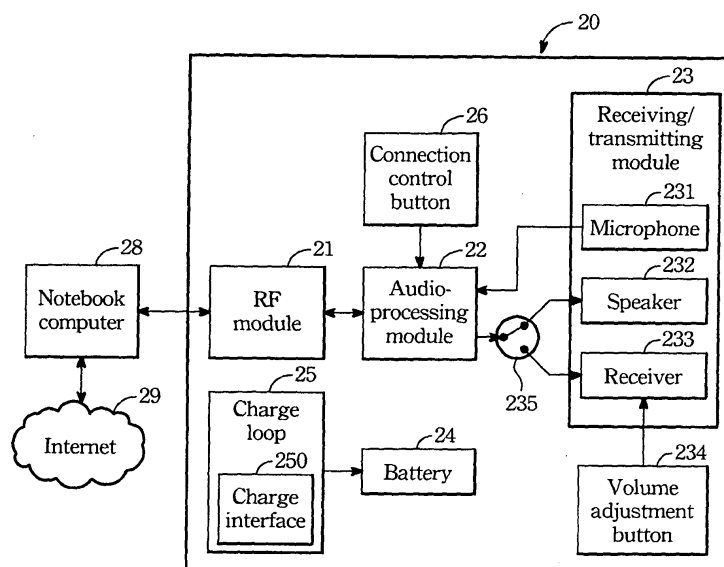 20
23
Receiving/
transmitting
module
26
Connection
control
button
231
Microphone
28
Notebook
computer
21
RF
module
22
Audio-
processing
module
232
Speaker
233
Receiver
235
29
Internet
25
Charge
loop
250
Charge
interface
24
Battery
234
Volume
adjustment
button